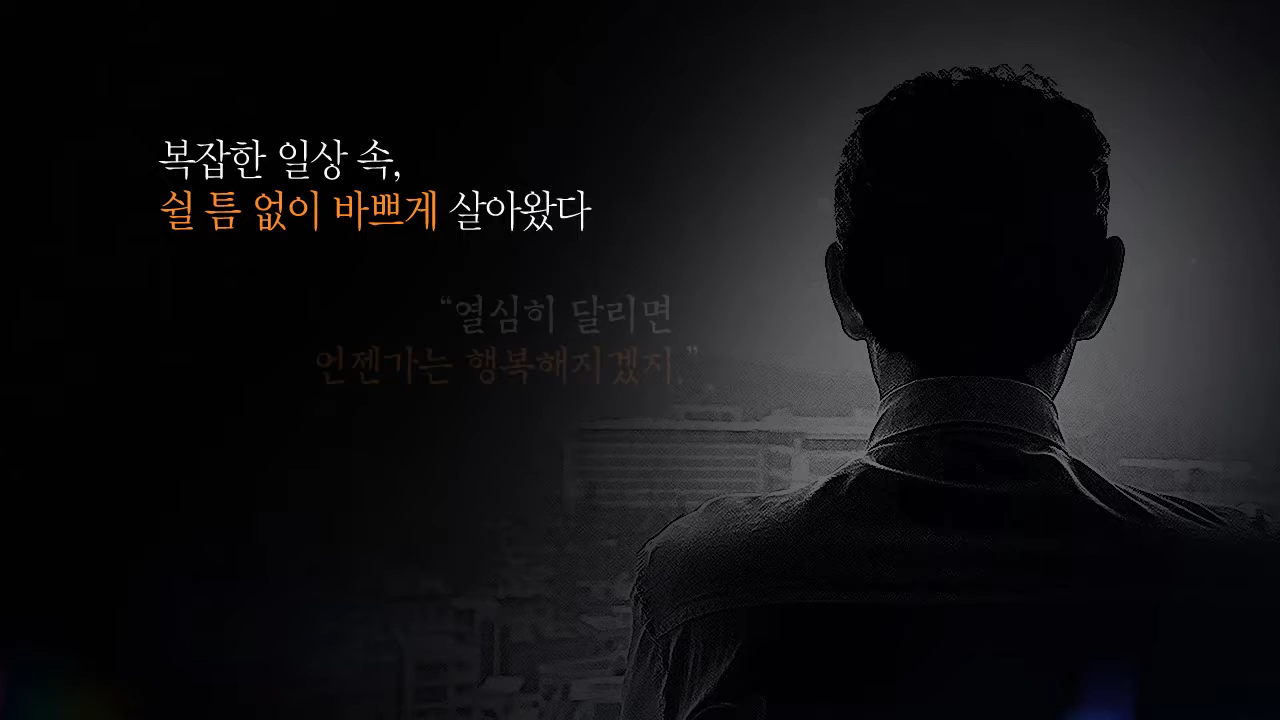 복잡한 일상 속,
쉴 틈 없이 바쁘게 살아왔다
“열심히 달리면
언젠가는 행복해지겠지.”